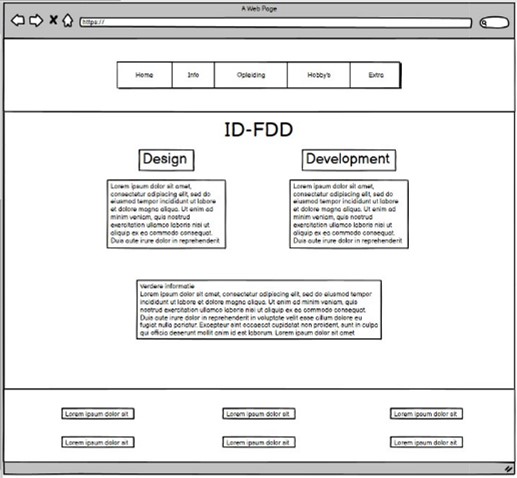 A Web Page
https://
Home Info Opleiding Hobby's Extra
ID-FDD
Design Development
Lorem ipsum dolor sit amet,
consectetur adipiscing elit, sed do
eiusmod tempor incididunt ut labore
et dolore magna aliqua. Ut enim ad
minim veniam, quis nostrud
exercitation ullamco laboris nisi ut
aliquip ex ea commodo consequat.
Duis aute irure dolor in reprehenderit
Lorem ipsum dolor sit amet,
consectetur adipiscing elit, sed do
eiusmod tempor incididunt ut labore
et dolore magna aliqua. Ut enim ad
minim veniam, quis nostrud
exercitation ullamco laboris nisi ut
aliquip ex ea commodo consequat.
Duis aute irure dolor in reprehenderit
Verdere informatie
Lorem ipsum dolor sit amet, consectetur adipiscing elit, sed do eiusmod tempor
incididunt ut labore et dolore magna aliqua. Ut enim ad minim veniam, quis
nostrud exercitation ullamco laboris nisi ut aliquip ex ea commodo consequat.
Duis aute irure dolor in reprehenderit in voluptate velit esse cillum dolore eu
fugiat nulla pariatur. Excepteur sint occaecat cupidatat non proident, sunt in culpa
qui officia deserunt mollit anim id est laborum. Lorem ipsum dolor sit amet
Lorem ipsum dolor sit Lorem ipsum dolor sit Lorem ipsum dolor sit
Lorem ipsum dolor sit Lorem ipsum dolor sit Lorem ipsum dolor sit